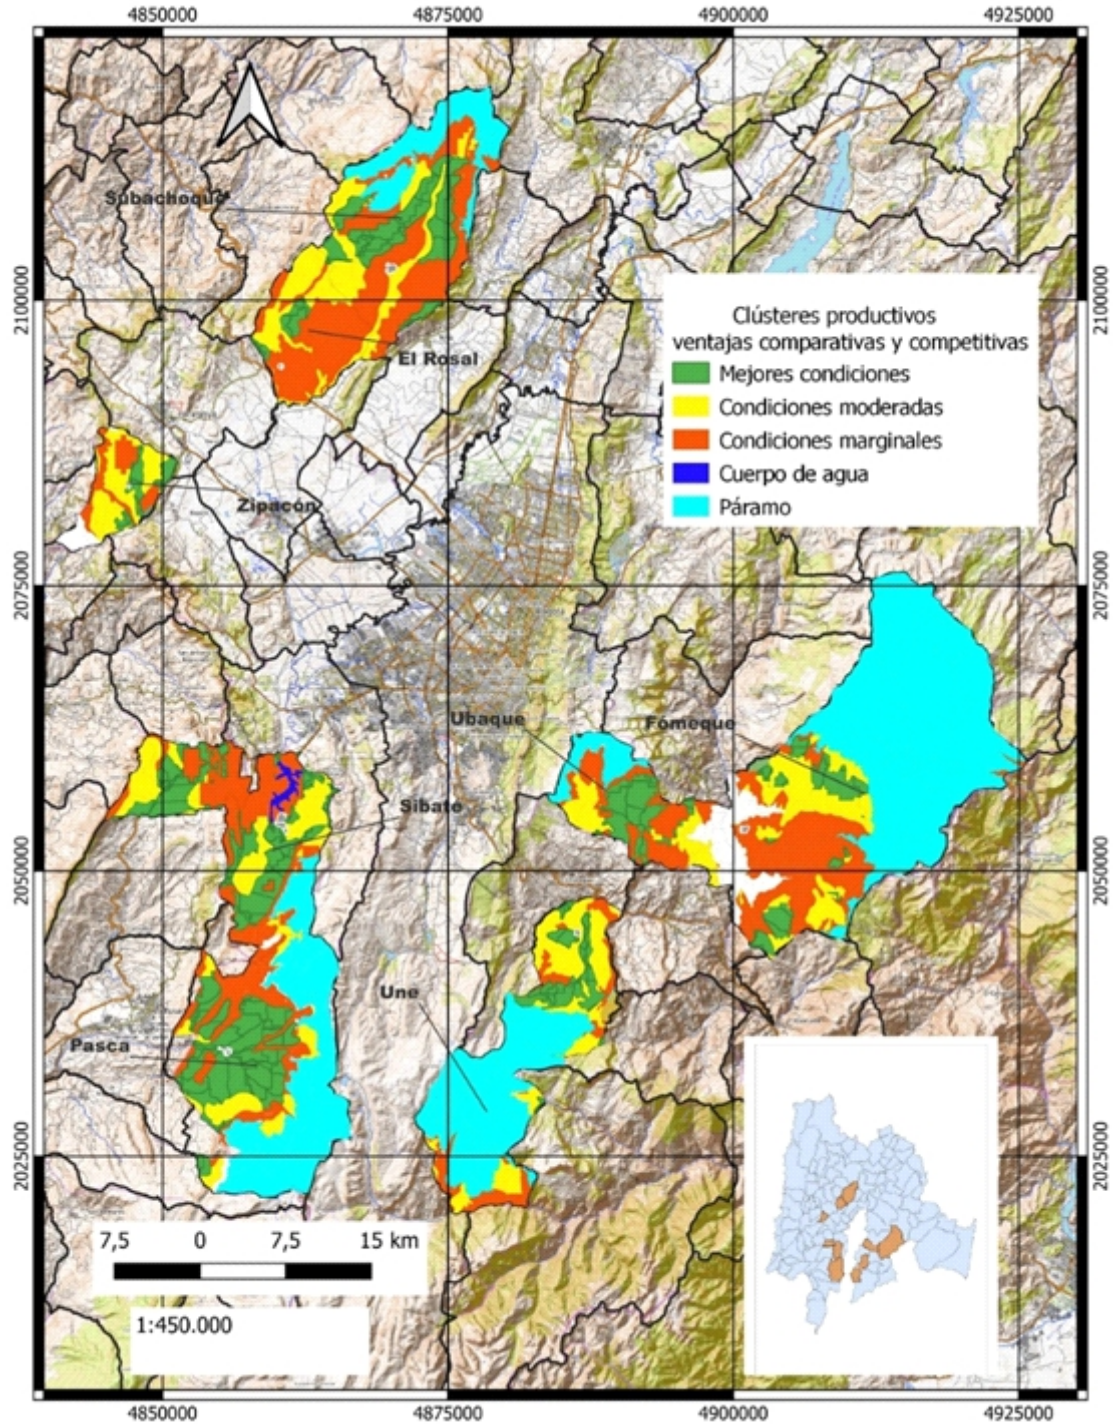 4850000
4875000
4900000
4925000
Subachoque
2100000
2100000
Clústeres productivos
ventajas comparativas y competitivas
Mejores condiciones
Condiciones moderadas
Condiciones marginales
Cuerpo de agua
Páramo
El Rosal
Zipacón
2075000
2075000
Ubaque
Fómeque
Sibaté
2050000
2050000
Une
Pasca
2025000
2025000
7,5 0 7,5 15 km
1:450.000
4850000
4875000
4900000
4925000